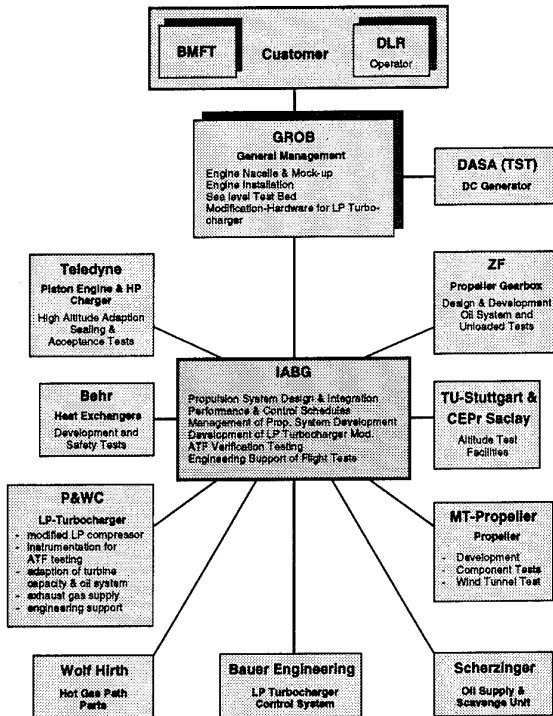 BMFT
Customer
DLR
Operator
GROB
General Management
Engine Nacelle & Mock-up
Engine Installation
Sea level Test Bed
Modification-Hardware for LP Turbo-
charger
DASA (TST)
DC Generator
Teledyne
Piston Engine & HP
Charger
High Altitude Adaption
Sealing &
Acceptance Tests
ZF
Propeller Gearbox
Design & Development
Oil System and
Unloaded Tests
IABG
Propulsion System Design & Integration
Performance & Control Schedules
Management of Prop. System Development
Development of LP Turbocharger Mod.
ATF Verification Testing
Engineering Support of Flight Tests
Behr
Heat Exchangers
Development and
Safety Tests
TU-Stuttgart &
CEPr Saclay
Altitude Test
Facilities
P&WC
LP-Turbocharger
- modified LP compressor
- instrumentation for
ATF testing
- adaption of turbine
capacity & oil system
- exhaust gas supply
- engineering support
MT-Propeller
Propeller
- Development
- Component Tests
- Wind Tunnel Test
Wolf Hirth
Hot Gas Path
Parts
Bauer Engineering
LP Turbocharger
Control System
Scherzinger
Oil Supply &
Scavenge Unit